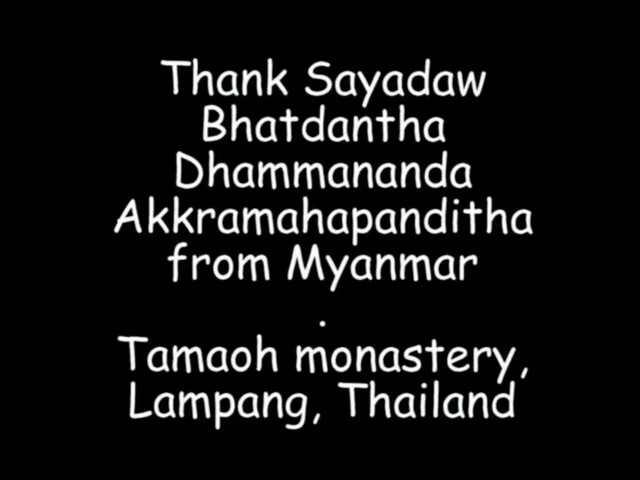 Thank Sayadaw
Bhatdantha
Dhammananda
Akkramahapanditha
from Myanmar
.
Tamaoh monastery,
Lampang, Thailand